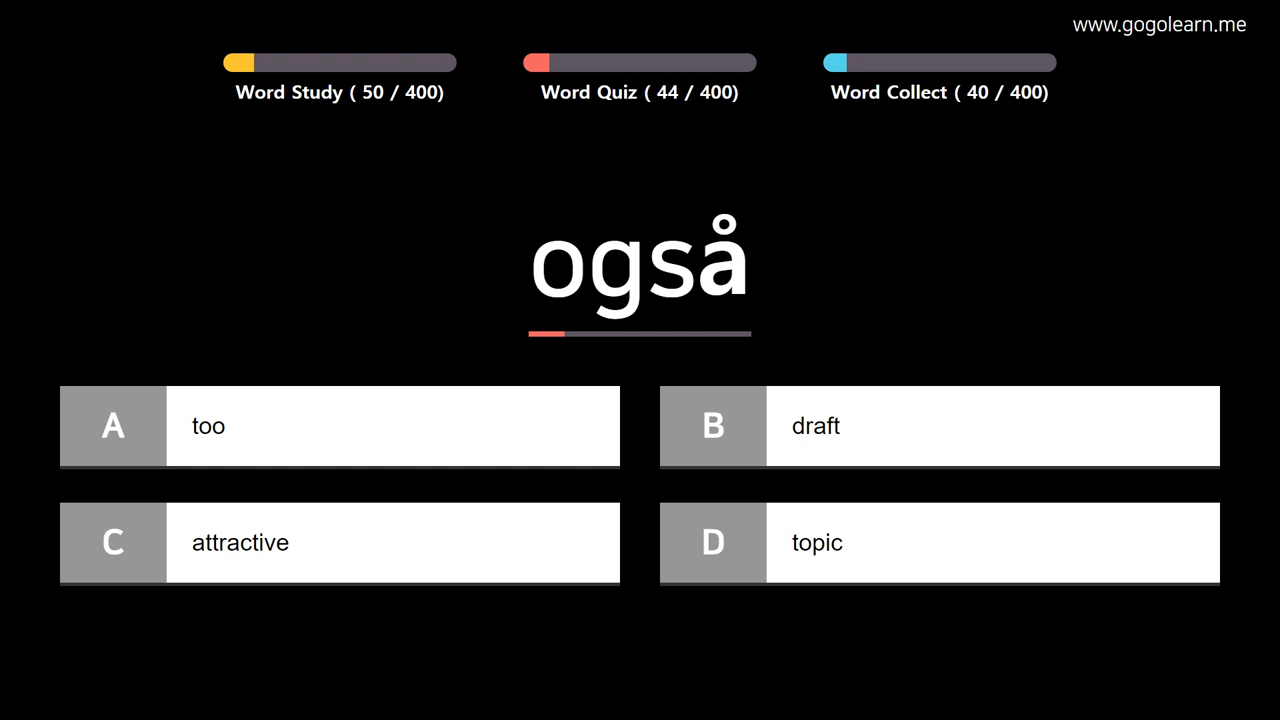 www.gogolearn.me
Word Study ( 50 / 400)
Word Quiz ( 44 / 400)
Word Collect ( 40 / 400)
også
A too
B draft
C attractive
D topic